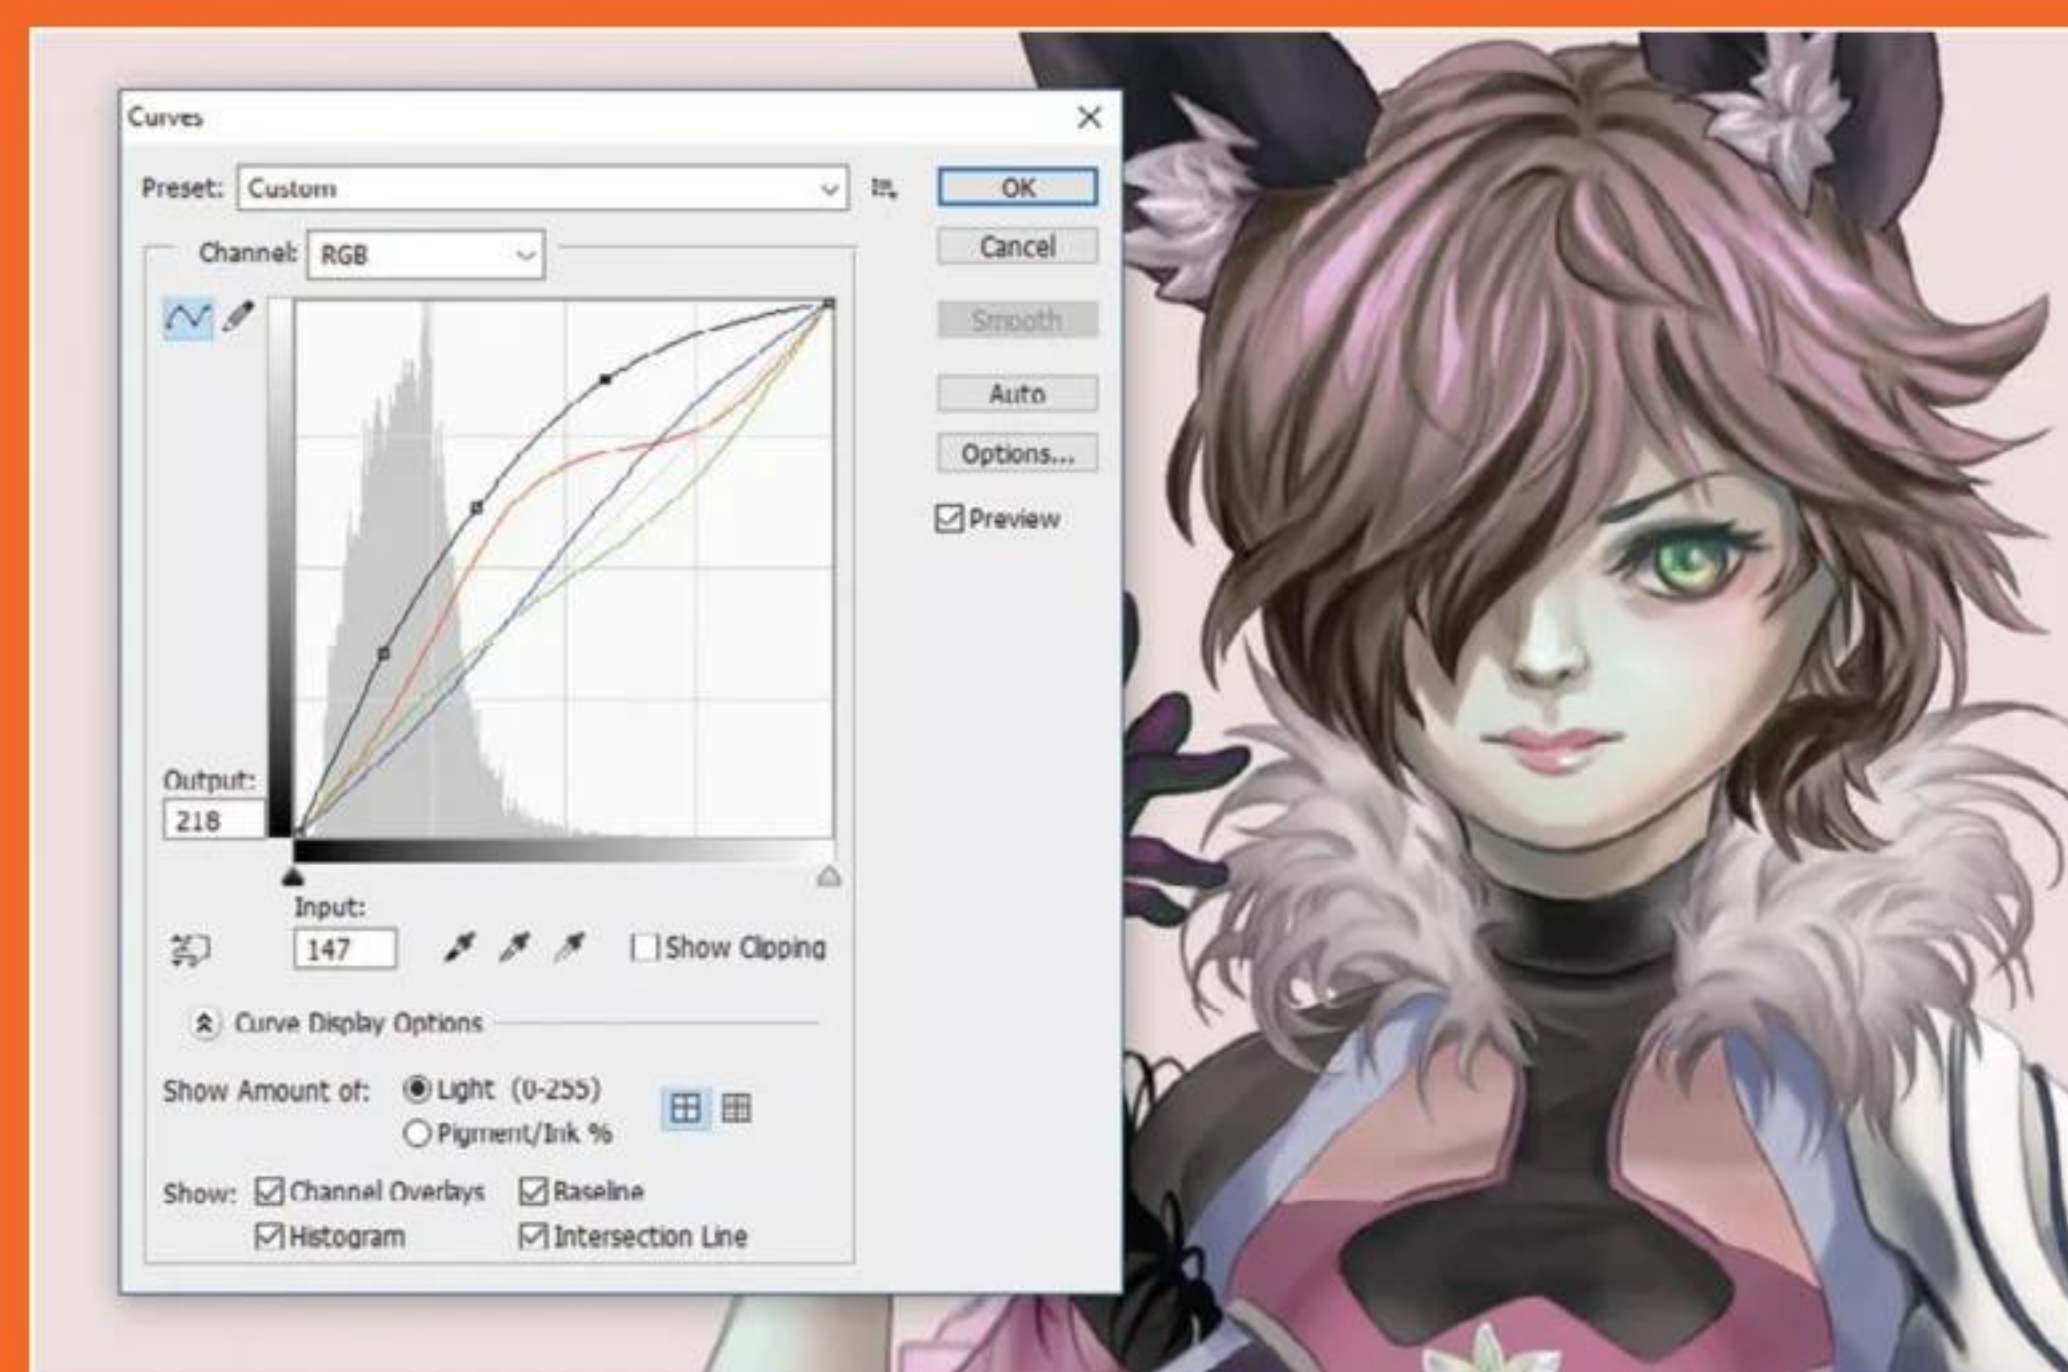 Curves
Preset: Custom
OK
Channel: RGB
Cancel
Smooth
Auto
Options...
Preview
Output:
218
Input:
147
Show Clipping
Curve Display Options
Show Amount of: Light (0-255)
Pigment/Ink %
Show: Channel Overlays Baseline
Histogram Intersection Line